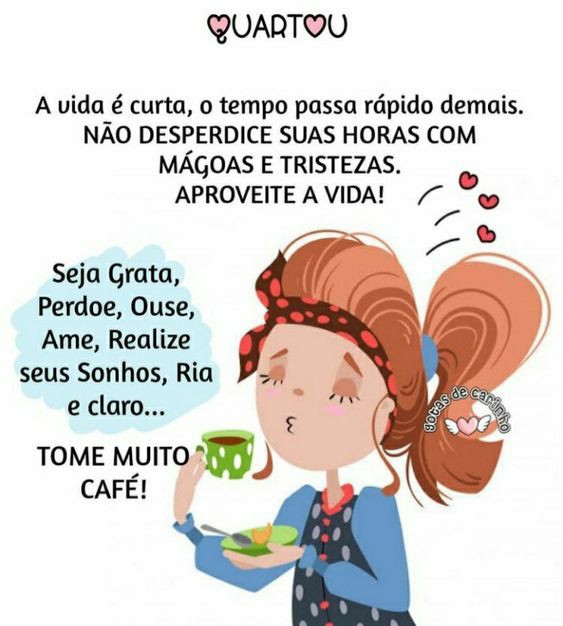 QUARTOU
A vida é curta, o tempo passa rápido demais.
NÃO DESPERDICE SUAS HORAS COM
MÁGOAS E TRISTEZAS.
APROVEITE A VIDA!
Seja Grata,
Perdoe, Ouse,
Ame, Realize
seus Sonhos, Ria
e claro...
TOME MUITO
CAFÉ!
Gotas de carinho